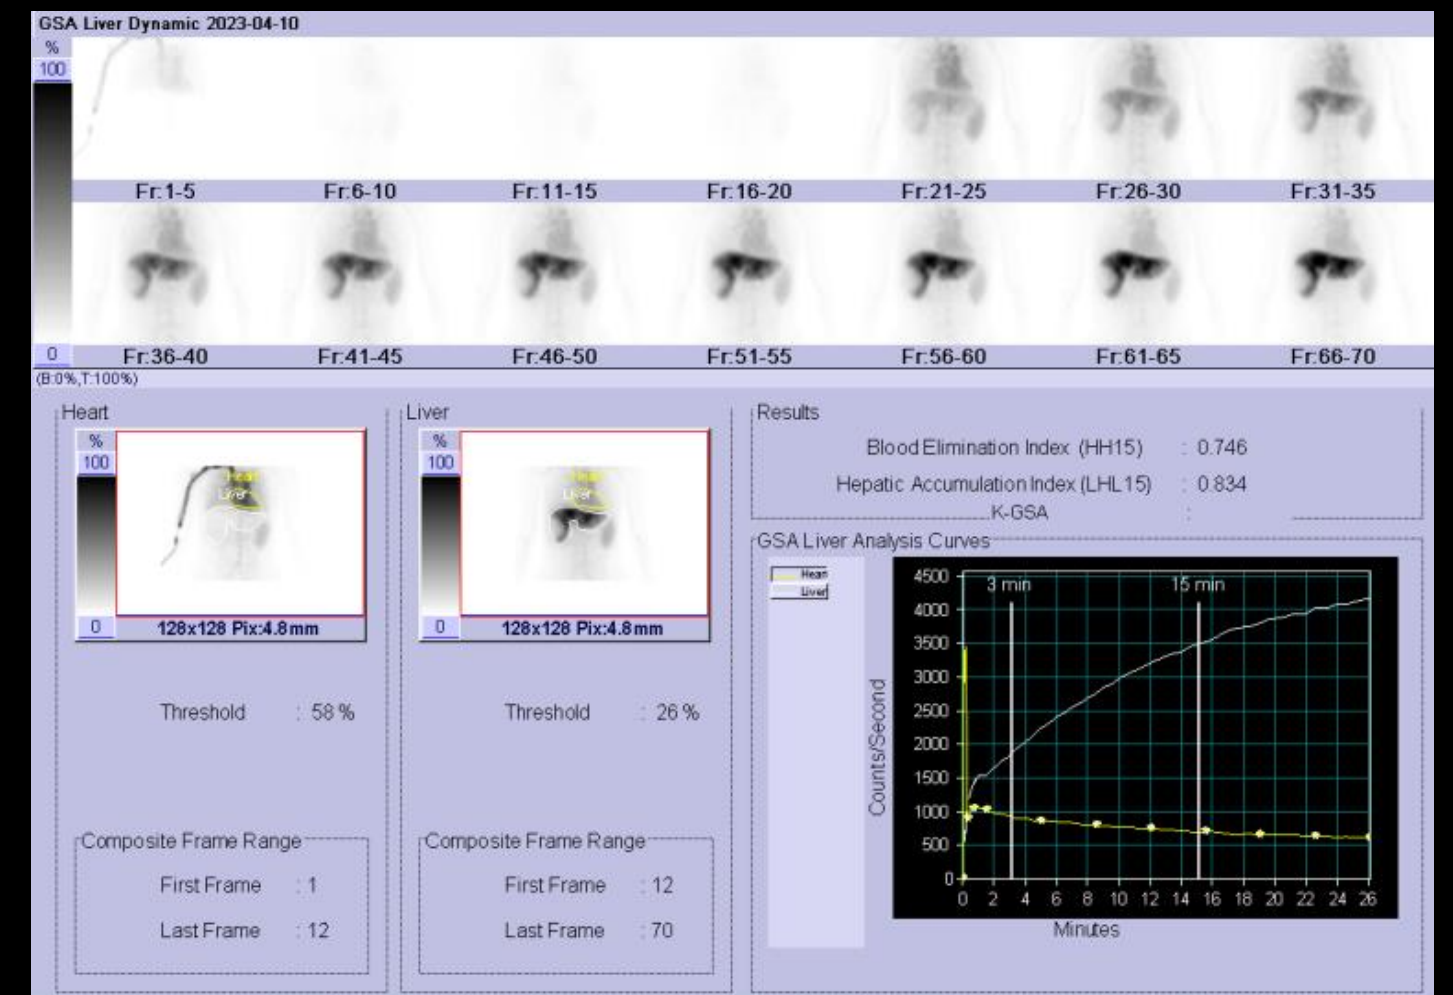 GSA Liver Dynamic 2023-04-10
%
100
Fr:1-5 Fr:6-10 Fr:11-15 Fr:16-20 Fr:21-25 Fr:26-30 Fr:31-35
0
Fr:36-40 Fr:41-45 Fr:46-50 Fr:51-55 Fr:56-60 Fr:61-65 Fr:66-70
(B:0%,T:100%)
Heart
%
100
Heart
Liver
0
128x128 Pix:4.8mm
Threshold : 58 %
Composite Frame Range
First Frame : 1
Last Frame : 12
Liver
%
100
Heart
Liver
0
128x128 Pix:4.8mm
Threshold : 26 %
Composite Frame Range
First Frame : 12
Last Frame : 70
Results
Blood Elimination Index (HH15) : 0.746
Hepatic Accumulation Index (LHL15) : 0.834
K-GSA :
GSA Liver Analysis Curves
Heart
Liver
3 min 15 min
4500
4000
3500
3000
2500
2000
1500
1000
500
0
Counts/Second
0 2 4 6 8 10 12 14 16 18 20 22 24 26
Minutes